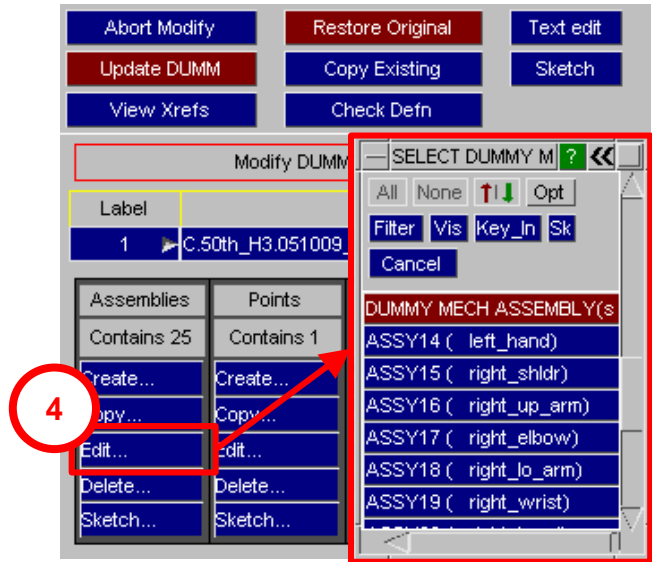 Abort Modify Restore Original Text edit
Update DUMM Copy Existing Sketch
View Xrefs Check Defn
Modify DUMM
Label
1 C.50th_H3.051009_
Assemblies Points
Contains 25 Contains 1
Create... Create...
Copy... Copy...
Edit... Edit...
Delete... Delete...
Sketch... Sketch...
4
SELECT DUMMY M ?
All None Opt
Filter Vis Key_In Sk
Cancel
DUMMY MECH ASSEMBLY(s
ASSY14 ( left_hand)
ASSY15 ( right_shldr)
ASSY16 ( right_up_arm)
ASSY17 ( right_elbow)
ASSY18 ( right_lo_arm)
ASSY19 ( right_wrist)